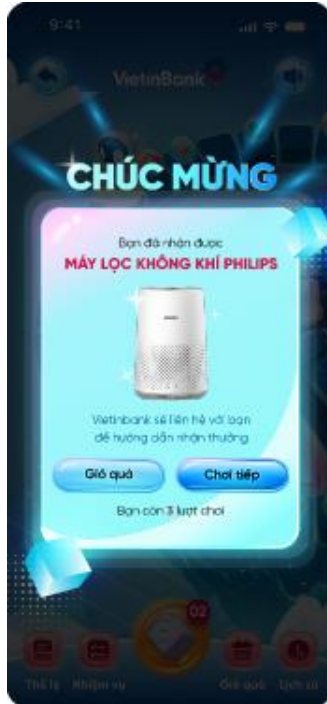 9:41
VietinBank
CHÚC MỪNG
Bạn đã nhận được
MÁY LỌC KHÔNG KHÍ PHILIPS
Vietinbank sẽ liên hệ với bạn
để hướng dẫn nhận thưởng
Giỏ quà
Chơi tiếp
Bạn còn 3 lượt chơi
02
Thể lệ
Nhiệm vụ
Giỏ quà
Lịch sử